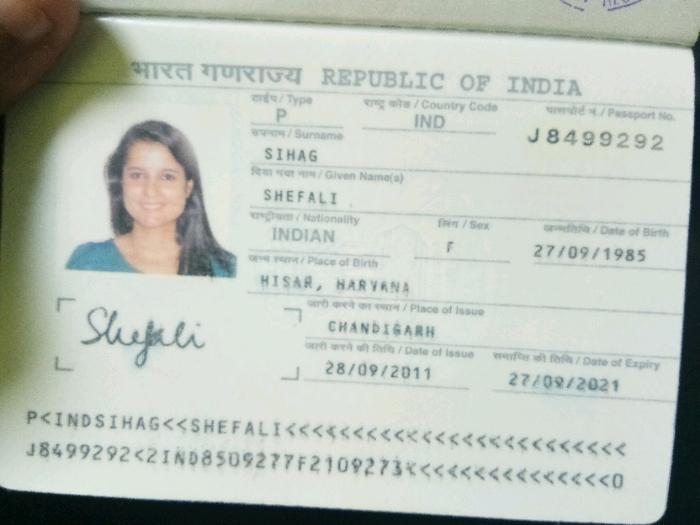 भारत गणराज्य REPUBLIC OF INDIA
टाईप / Type राष्ट्र कोड / Country Code पासपोर्ट नं. / Passport No.
P IND J8499292
उपनाम / Surname
SIHAG
दिया गया नाम / Given Name(s)
SHEFALI
राष्ट्रीयता / Nationality लिंग / Sex जन्मतिथि / Date of Birth
INDIAN F 27/09/1985
जन्म स्थान / Place of Birth
HISAR, HARYANA
जारी करने का स्थान / Place of Issue
CHANDIGARH
जारी करने की तिथि / Date of Issue समाप्ति की तिथि / Date of Expiry
28/09/2011 27/09/2021
Shefali
P<INDSIHAG<<SHEFALI<<<<<<<<<<<<<<<<<<<<<<<<<
J8499292<2IND8509277F2109273<<<<<<<<<<<<<<<0